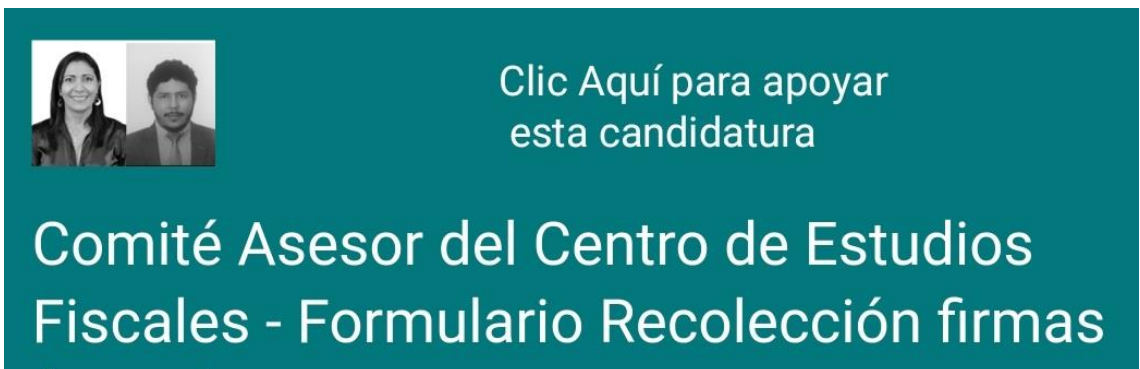 Clic Aquí para apoyar
esta candidatura
Comité Asesor del Centro de Estudios
Fiscales - Formulario Recolección firmas